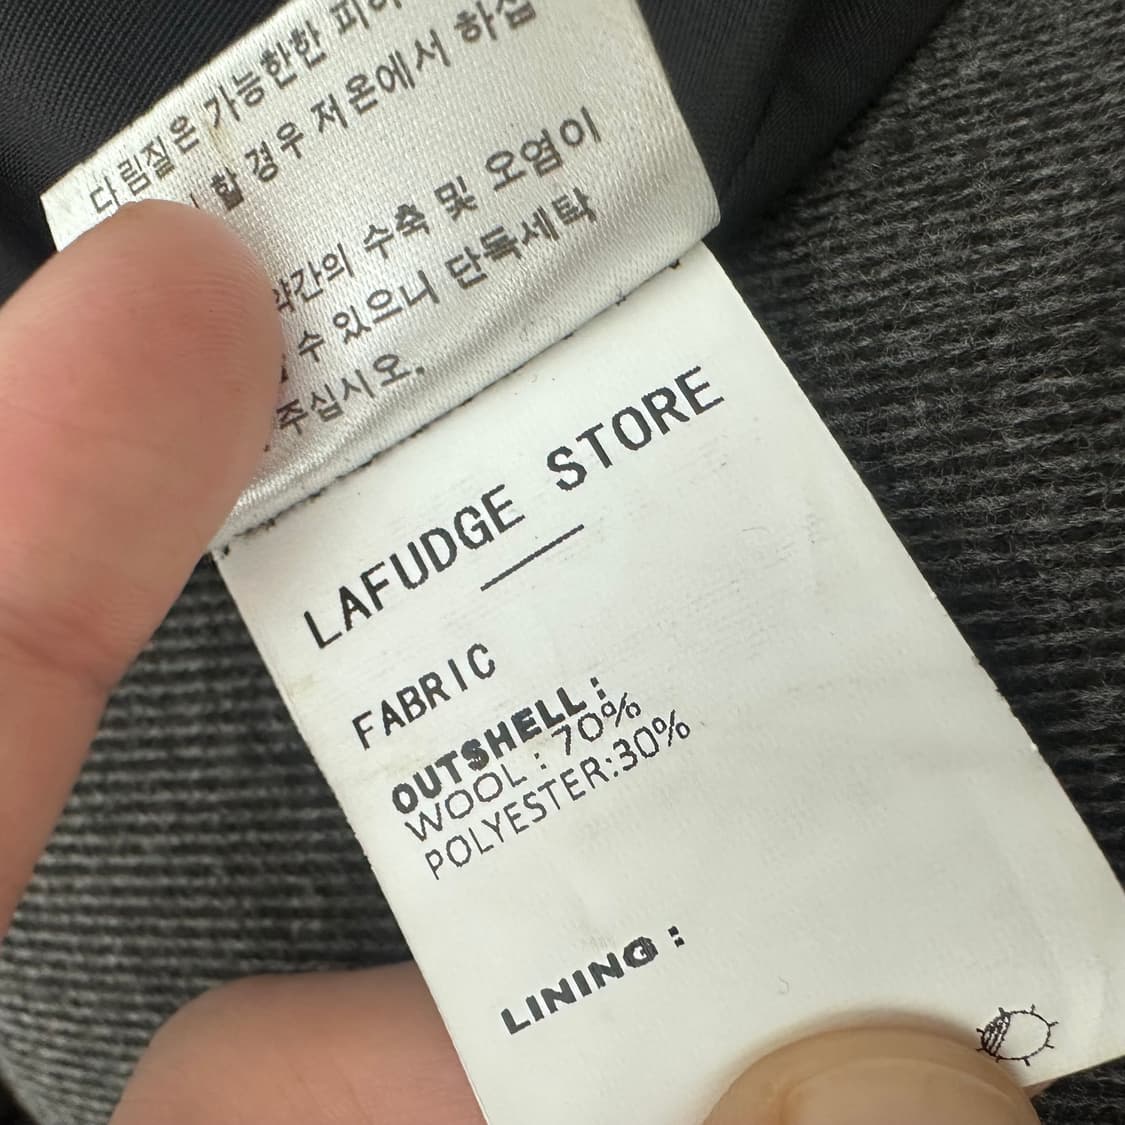 다림질은 가능한한
할 경우 저온에서 하십
약간의 수축 및 오염이
수 있으니 단독세탁
주십시오.
LAFUDGE STORE
FABRIC
OUTSHELL:
WOOL: 70%
POLYESTER:30%
LINING: